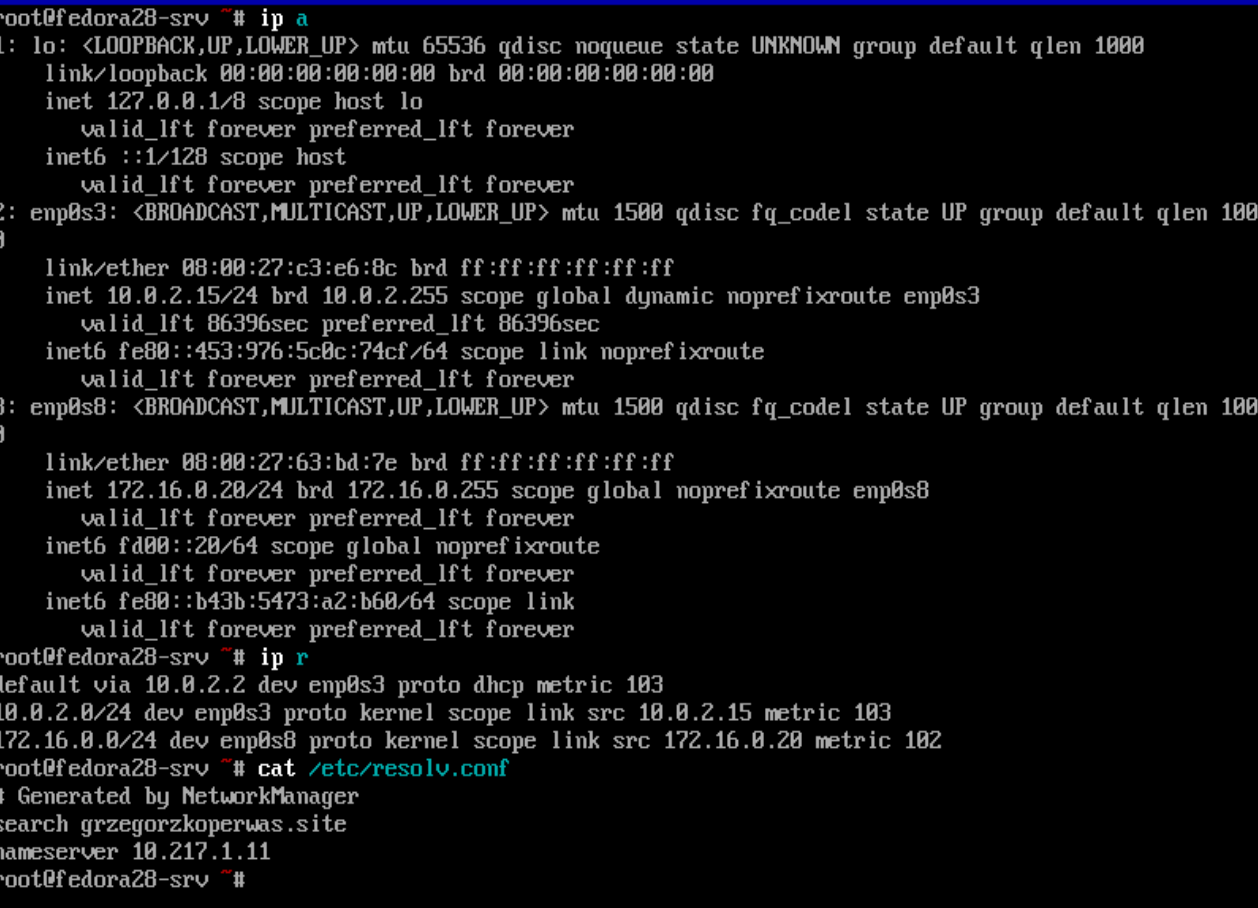 root@fedora28-srv ~# ip a
1: lo: <LOOPBACK,UP,LOWER_UP> mtu 65536 qdisc noqueue state UNKNOWN group default qlen 1000
    link/loopback 00:00:00:00:00:00 brd 00:00:00:00:00:00
    inet 127.0.0.1/8 scope host lo
       valid_lft forever preferred_lft forever
    inet6 ::1/128 scope host
       valid_lft forever preferred_lft forever
2: enp0s3: <BROADCAST,MULTICAST,UP,LOWER_UP> mtu 1500 qdisc fq_codel state UP group default qlen 100
0
    link/ether 08:00:27:c3:e6:8c brd ff:ff:ff:ff:ff:ff
    inet 10.0.2.15/24 brd 10.0.2.255 scope global dynamic noprefixroute enp0s3
       valid_lft 86396sec preferred_lft 86396sec
    inet6 fe80::453:976:5c0c:74cf/64 scope link noprefixroute
       valid_lft forever preferred_lft forever
3: enp0s8: <BROADCAST,MULTICAST,UP,LOWER_UP> mtu 1500 qdisc fq_codel state UP group default qlen 100
0
    link/ether 08:00:27:63:bd:7e brd ff:ff:ff:ff:ff:ff
    inet 172.16.0.20/24 brd 172.16.0.255 scope global noprefixroute enp0s8
       valid_lft forever preferred_lft forever
    inet6 fd00::20/64 scope global noprefixroute
       valid_lft forever preferred_lft forever
    inet6 fe80::b43b:5473:a2:b60/64 scope link
       valid_lft forever preferred_lft forever
root@fedora28-srv ~# ip r
default via 10.0.2.2 dev enp0s3 proto dhcp metric 103
10.0.2.0/24 dev enp0s3 proto kernel scope link src 10.0.2.15 metric 103
172.16.0.0/24 dev enp0s8 proto kernel scope link src 172.16.0.20 metric 102
root@fedora28-srv ~# cat /etc/resolv.conf
# Generated by NetworkManager
search grzegorzkoperwas.site
nameserver 10.217.1.11
root@fedora28-srv ~#